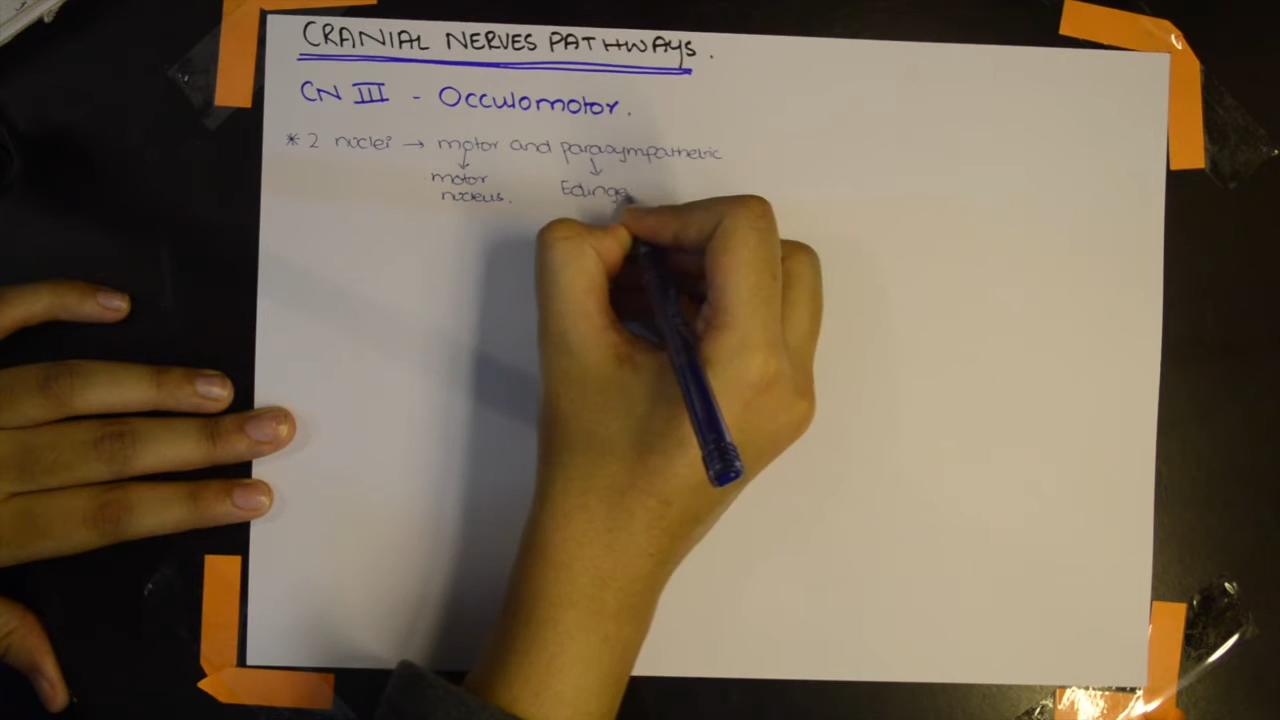 CRANIAL NERVES PATHWAYS.
CN III - Occulomotor.
* 2 nuclei → motor and parasympathetic
↓ ↓
motor Edinge
nucleus.